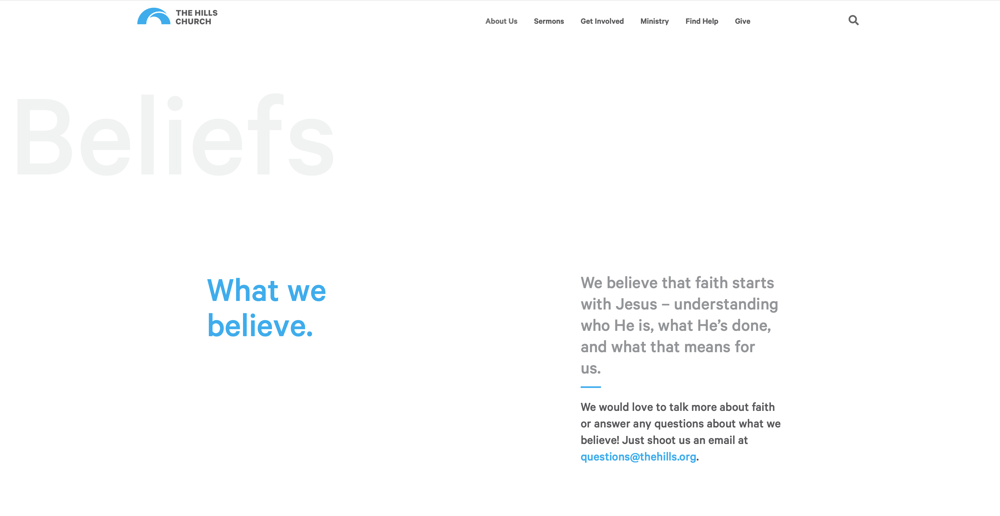 THE HILLS
CHURCH
About Us Sermons Get Involved Ministry Find Help Give
Beliefs
What we
believe.
We believe that faith starts
with Jesus – understanding
who He is, what He’s done,
and what that means for
us.
We would love to talk more about faith
or answer any questions about what we
believe! Just shoot us an email at
questions@thehills.org.